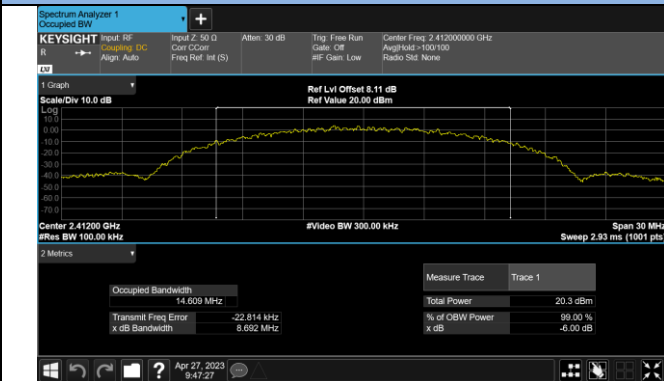 Spectrum Analyzer 1
Occupied BW
+
KEYSIGHT Input: RF Input Z: 50 Ω Atten: 30 dB Trig: Free Run Center Freq: 2.412000000 GHz
R Coupling: DC Corr CCorr Gate: Off Avg|Hold:>100/100
Align: Auto Freq Ref: Int (S) #IF Gain: Low Radio Std: None
LXI
1 Graph
Ref Lvl Offset 8.11 dB
Scale/Div 10.0 dB Ref Value 20.00 dBm
Log
10.0
0.00
-10.0
-20.0
-30.0
-40.0
-50.0
-60.0
-70.0
Center 2.41200 GHz #Video BW 300.00 kHz Span 30 MHz
#Res BW 100.00 kHz Sweep 2.93 ms (1001 pts)
2 Metrics
Measure Trace Trace 1
Occupied Bandwidth
14.609 MHz Total Power 20.3 dBm
Transmit Freq Error -22.814 kHz % of OBW Power 99.00 %
x dB Bandwidth 8.692 MHz x dB -6.00 dB
? Apr 27, 2023
9:47:27